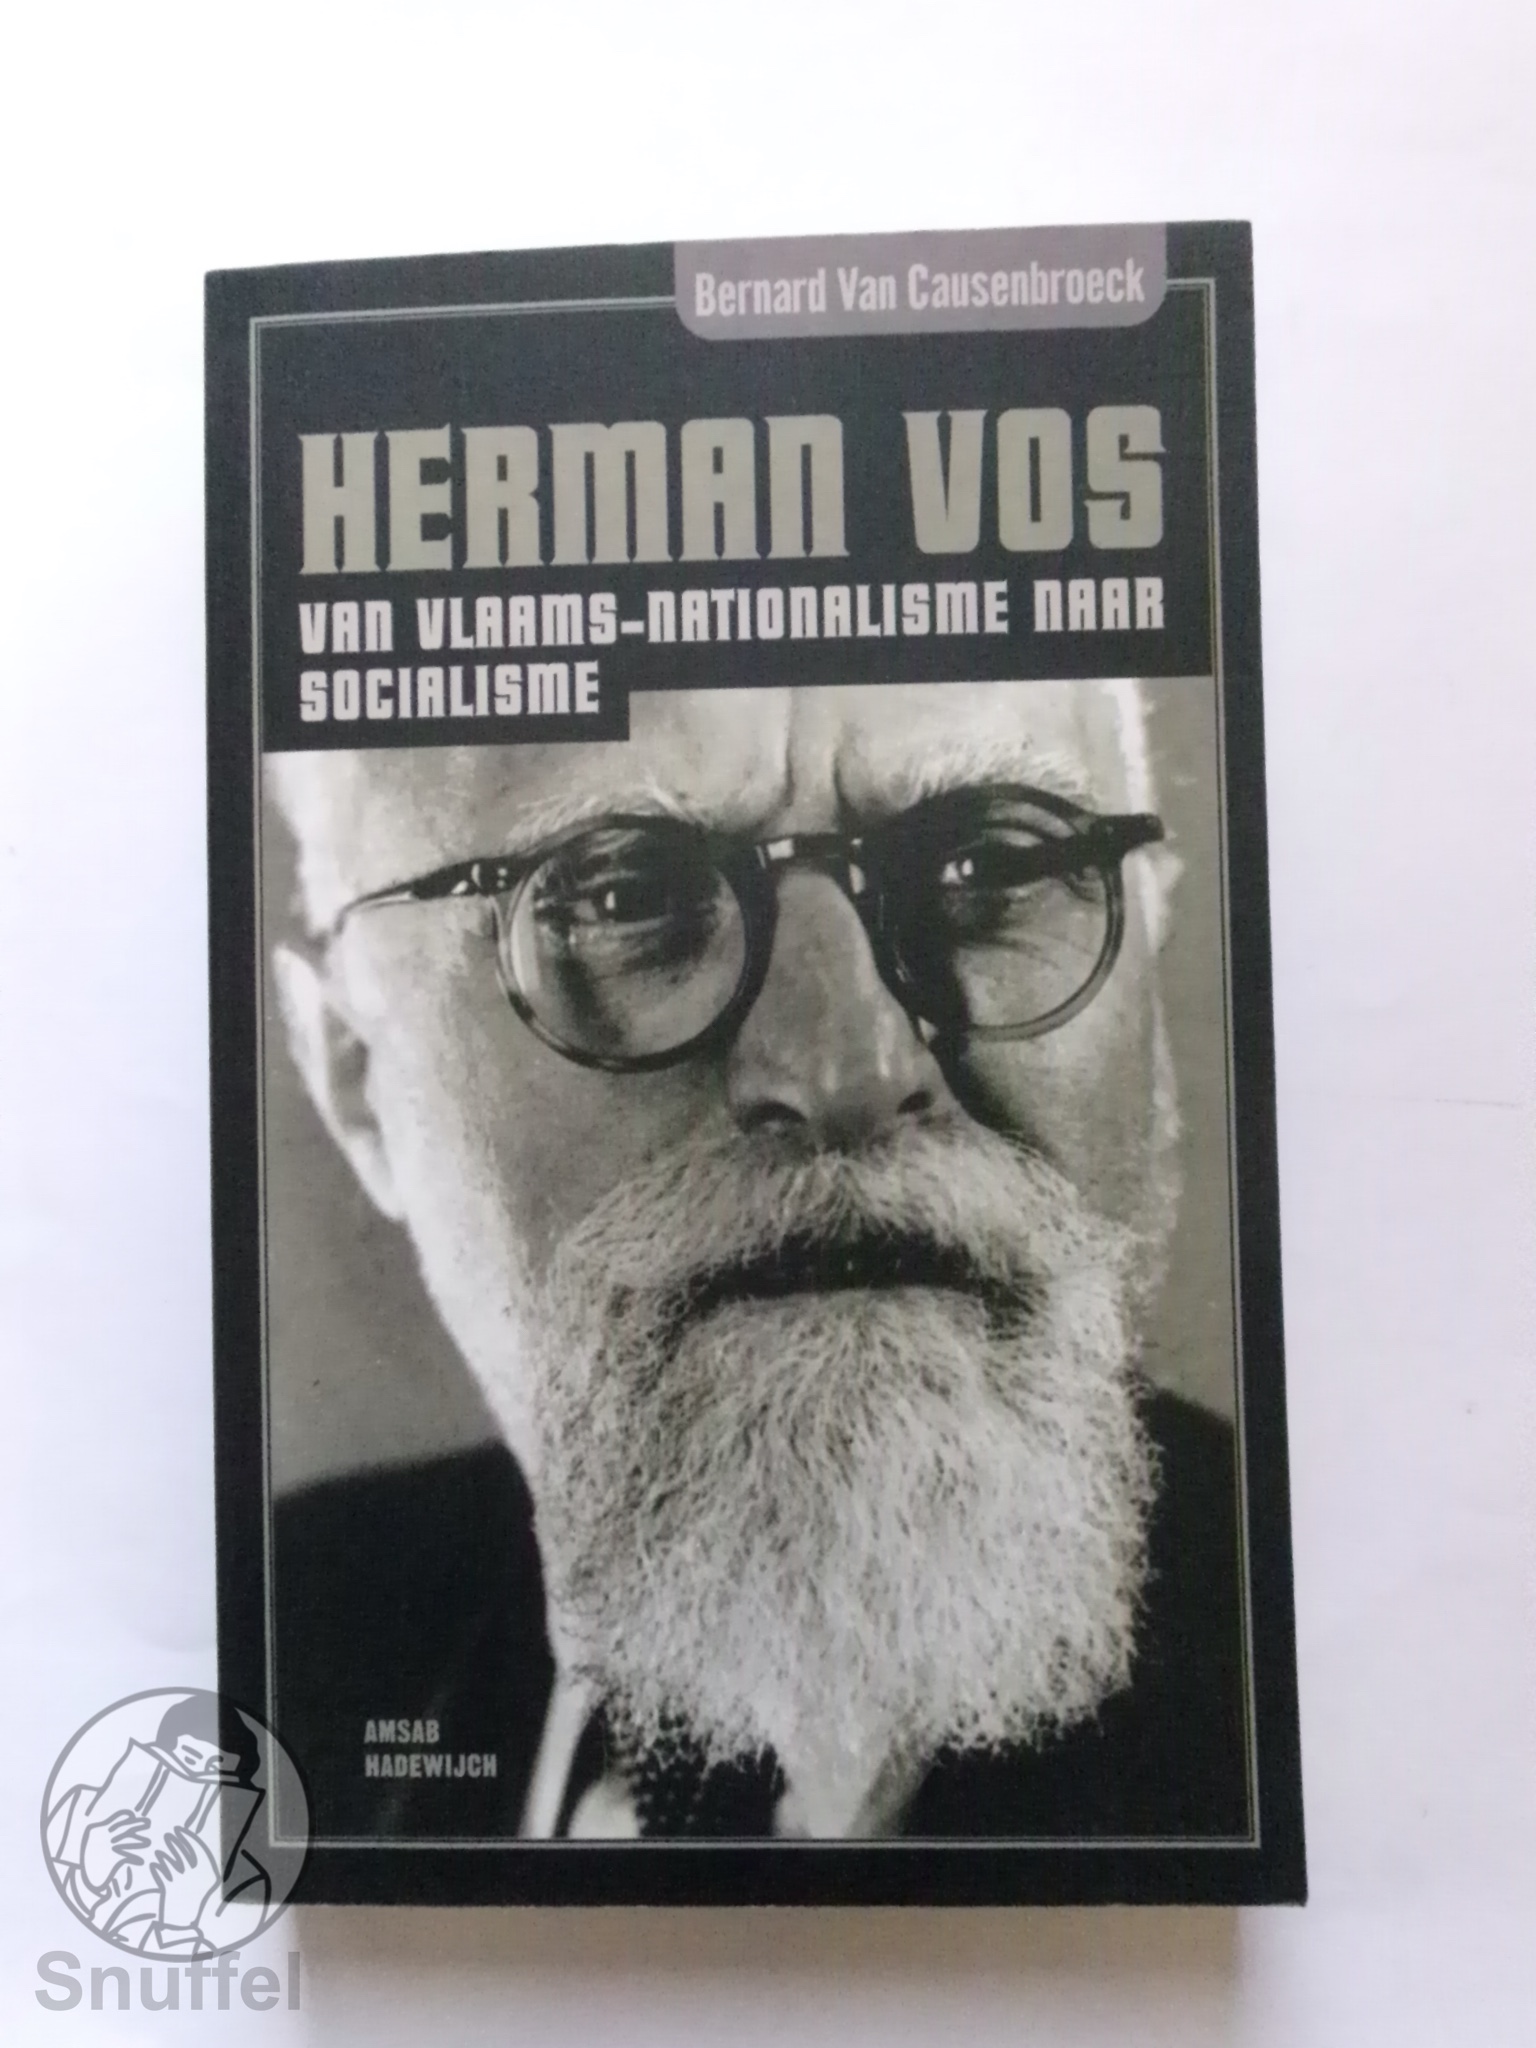 Bernard Van Causenbroeck
HERMAN VOS
VAN VLAAMS-NATIONALISME NAAR
SOCIALISME
AMSAB
HADEWIJCH
Snuffel